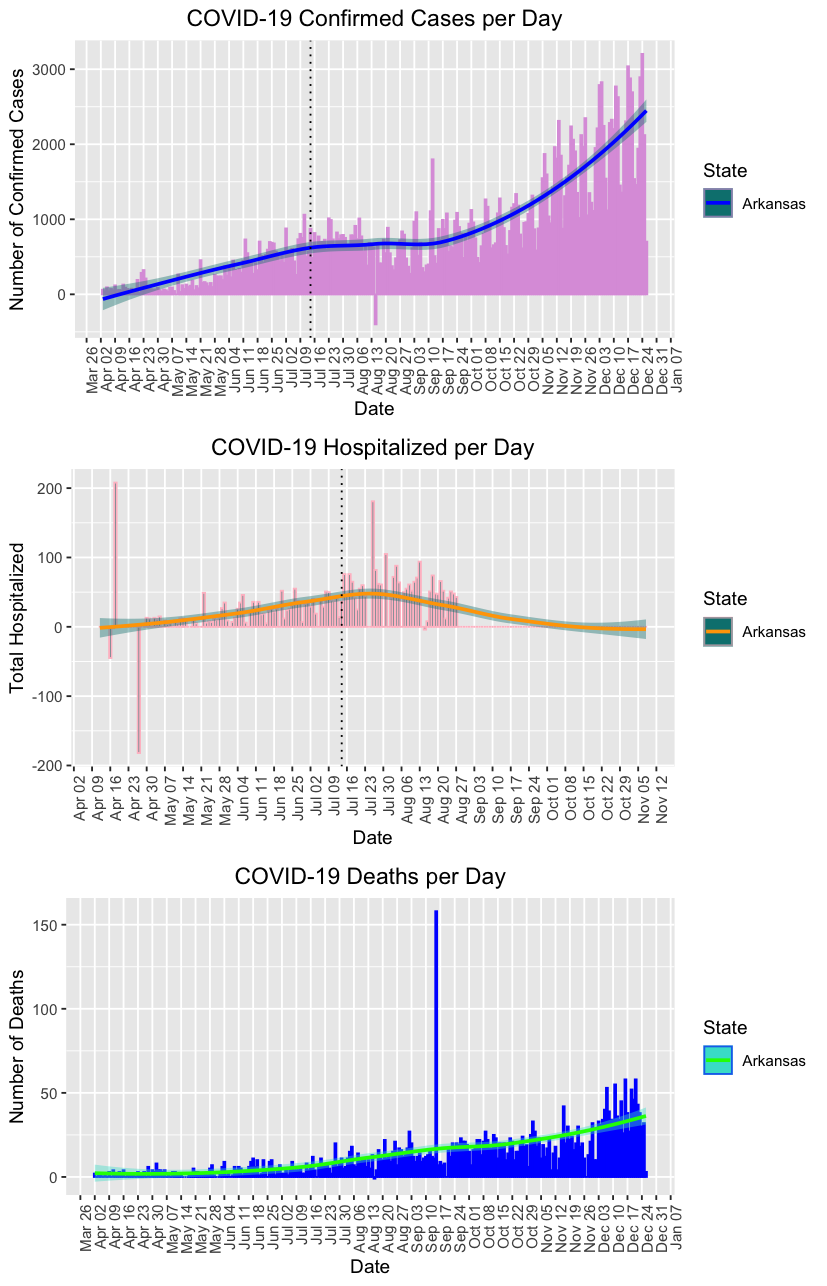 COVID-19 Confirmed Cases per Day
Number of Confirmed Cases
3000
2000
1000
0
Mar 26
Apr 02
Apr 09
Apr 16
Apr 23
Apr 30
May 07
May 14
May 21
May 28
Jun 04
Jun 11
Jun 18
Jun 25
Jul 02
Jul 09
Jul 16
Jul 23
Jul 30
Aug 06
Aug 13
Aug 20
Aug 27
Sep 03
Sep 10
Sep 17
Sep 24
Oct 01
Oct 08
Oct 15
Oct 22
Oct 29
Nov 05
Nov 12
Nov 19
Nov 26
Dec 03
Dec 10
Dec 17
Dec 24
Dec 31
Jan 07
Date
State
Arkansas
COVID-19 Hospitalized per Day
Total Hospitalized
200
100
0
-100
-200
Apr 02
Apr 09
Apr 16
Apr 23
Apr 30
May 07
May 14
May 21
May 28
Jun 04
Jun 11
Jun 18
Jun 25
Jul 02
Jul 09
Jul 16
Jul 23
Jul 30
Aug 06
Aug 13
Aug 20
Aug 27
Sep 03
Sep 10
Sep 17
Sep 24
Oct 01
Oct 08
Oct 15
Oct 22
Oct 29
Nov 05
Nov 12
Date
State
Arkansas
COVID-19 Deaths per Day
Number of Deaths
150
100
50
0
Mar 26
Apr 02
Apr 09
Apr 16
Apr 23
Apr 30
May 07
May 14
May 21
May 28
Jun 04
Jun 11
Jun 18
Jun 25
Jul 02
Jul 09
Jul 16
Jul 23
Jul 30
Aug 06
Aug 13
Aug 20
Aug 27
Sep 03
Sep 10
Sep 17
Sep 24
Oct 01
Oct 08
Oct 15
Oct 22
Oct 29
Nov 05
Nov 12
Nov 19
Nov 26
Dec 03
Dec 10
Dec 17
Dec 24
Dec 31
Jan 07
Date
State
Arkansas